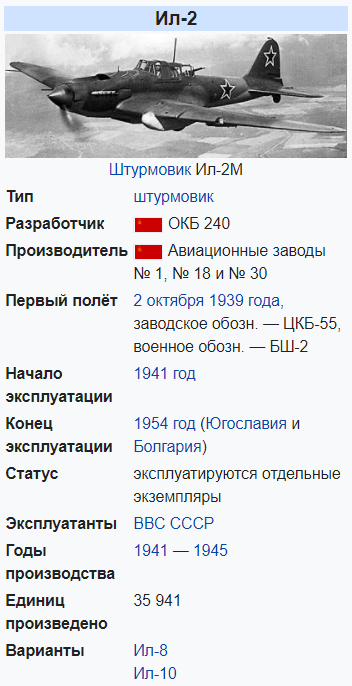 Ил-2
Штурмовик Ил-2М
Тип штурмовик
Разработчик ОКБ 240
Производитель Авиационные заводы
№ 1, № 18 и № 30
Первый полёт 2 октября 1939 года,
заводское обозн. — ЦКБ-55,
военное обозн. — БШ-2
Начало 1941 год
эксплуатации
Конец 1954 год (Югославия и
эксплуатации Болгария)
Статус эксплуатируются отдельные
экземпляры
Эксплуатанты ВВС СССР
Годы 1941 — 1945
производства
Единиц 35 941
произведено
Варианты Ил-8
Ил-10